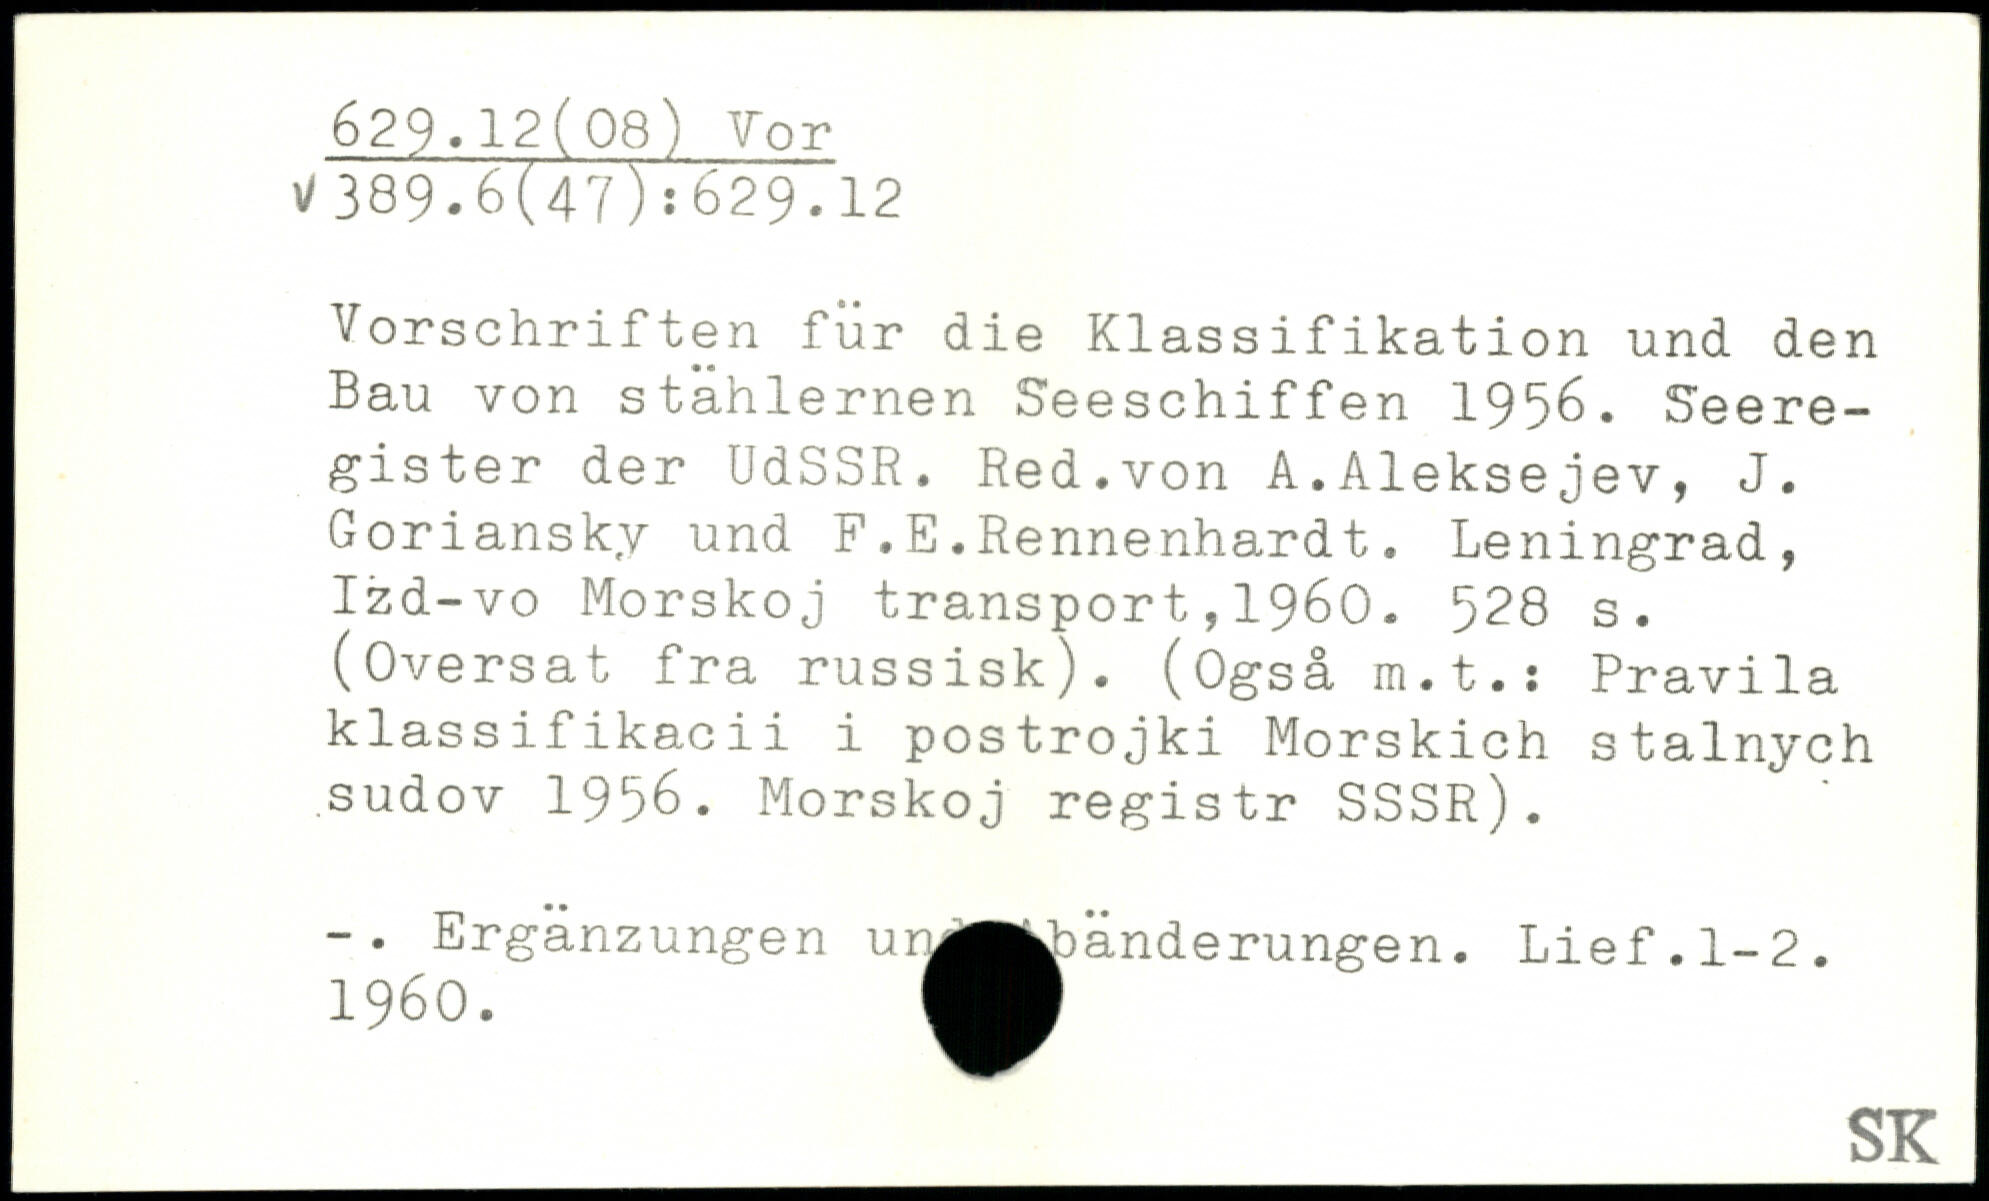 629.12(08) Vor
v 389.6(47):629.12
Vorschriften für die Klassifikation und den
Bau von stählernen Seeschiffen 1956. Seere-
gister der UdSSR. Red.von A.Aleksejev, J.
Goriansky und F.E.Rennenhardt. Leningrad,
Izd-vo Morskoj transport,1960. 528 s.
(Oversat fra russisk). (Også m.t.: Pravila
klassifikacii i postrojki Morskich stalnych
sudov 1956. Morskoj registr SSSR).
-. Ergänzungen und Abänderungen. Lief.1-2.
1960.
SK